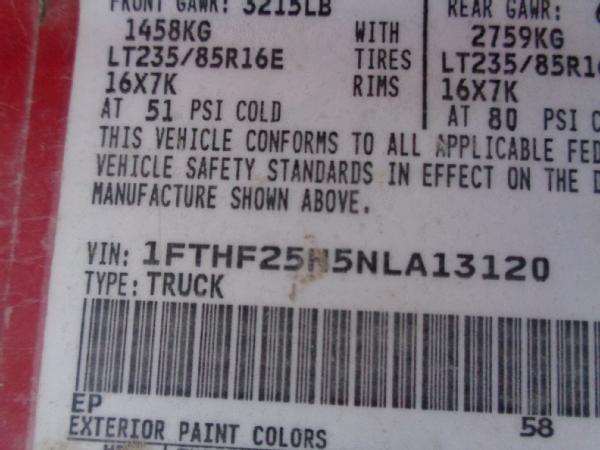 FRONT GAWR: 3215LB REAR GAWR:
1458KG WITH 2759KG
LT235/85R16E TIRES LT235/85R16
16X7K RIMS 16X7K
AT 51 PSI COLD AT 80 PSI C
THIS VEHICLE CONFORMS TO ALL APPLICABLE FED
VEHICLE SAFETY STANDARDS IN EFFECT ON THE D
MANUFACTURE SHOWN ABOVE.
VIN: 1FTHF25H5NLA13120
TYPE: TRUCK
EP 58
EXTERIOR PAINT COLORS